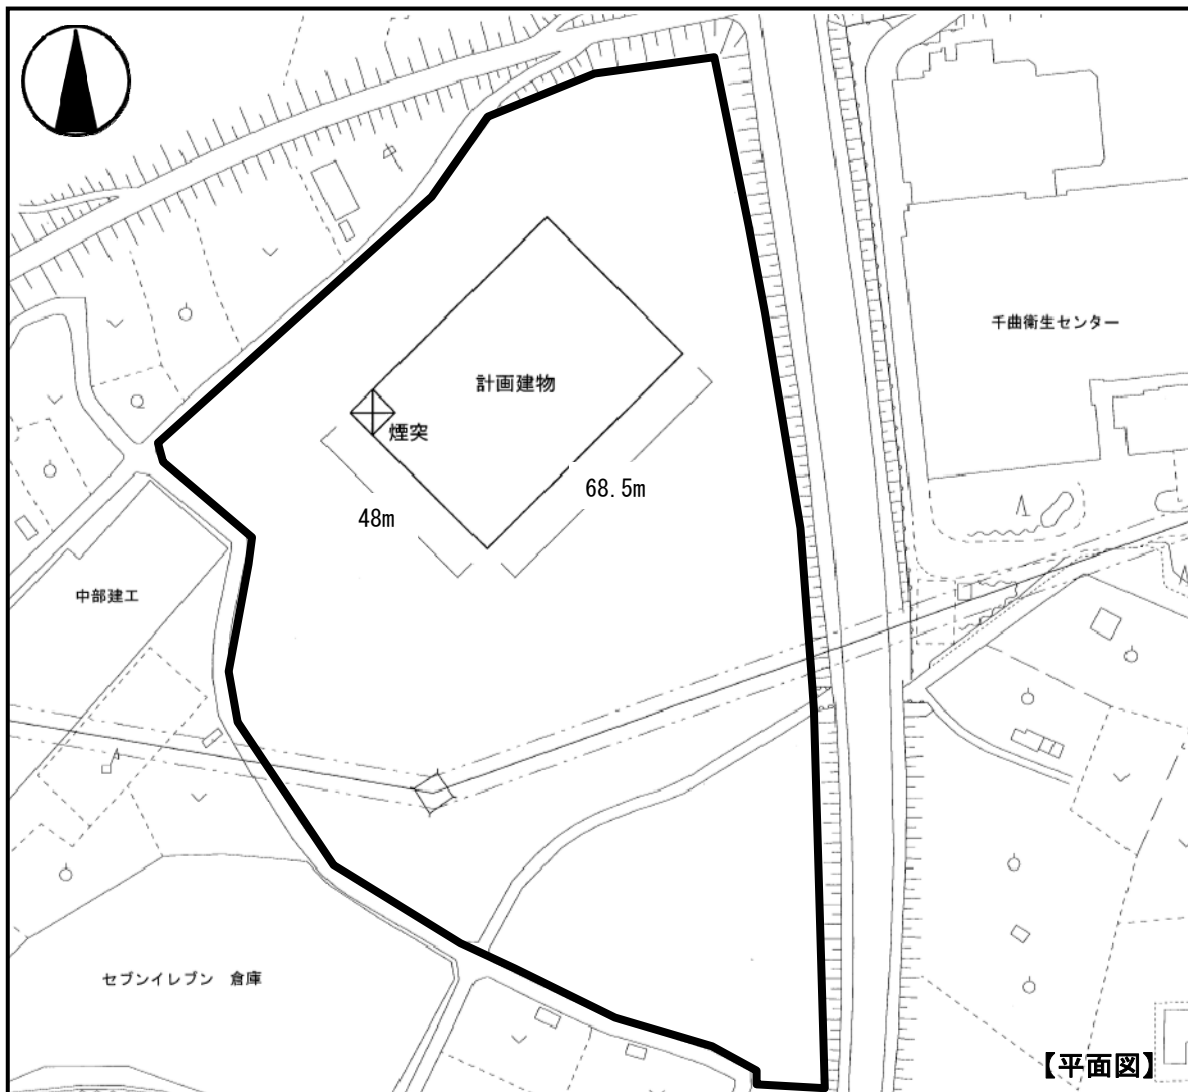 千曲衛生センター
計画建物
煙突
68.5m
48m
中部建工
セブンイレブン 倉庫
【平面図】